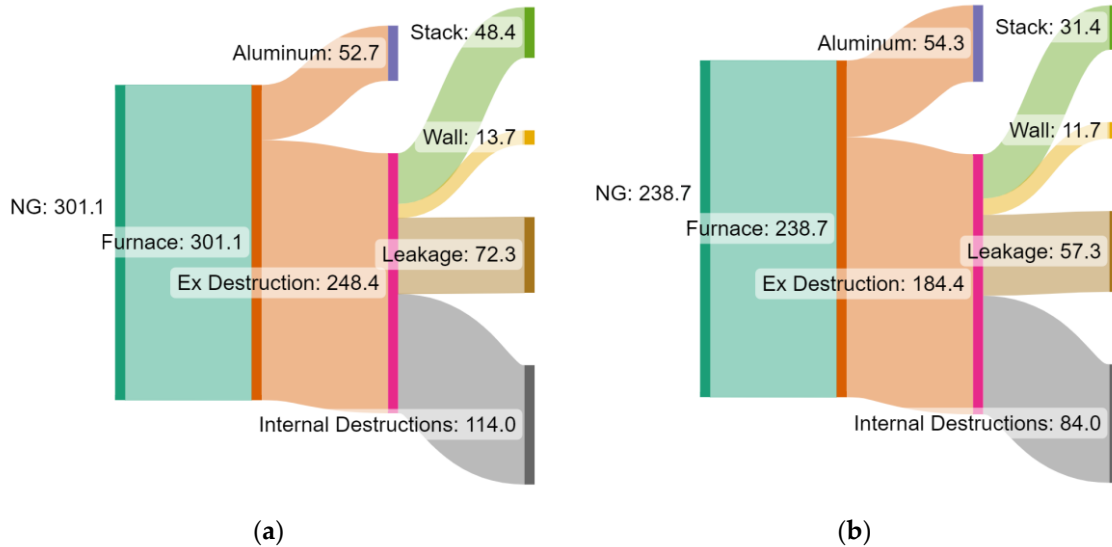 Stack: 48.4
Aluminum: 52.7
Wall: 13.7
NG: 301.1
Furnace: 301.1
Leakage: 72.3
Ex Destruction: 248.4
Internal Destructions: 114.0
(a)
Stack: 31.4
Aluminum: 54.3
Wall: 11.7
NG: 238.7
Furnace: 238.7
Leakage: 57.3
Ex Destruction: 184.4
Internal Destructions: 84.0
(b)